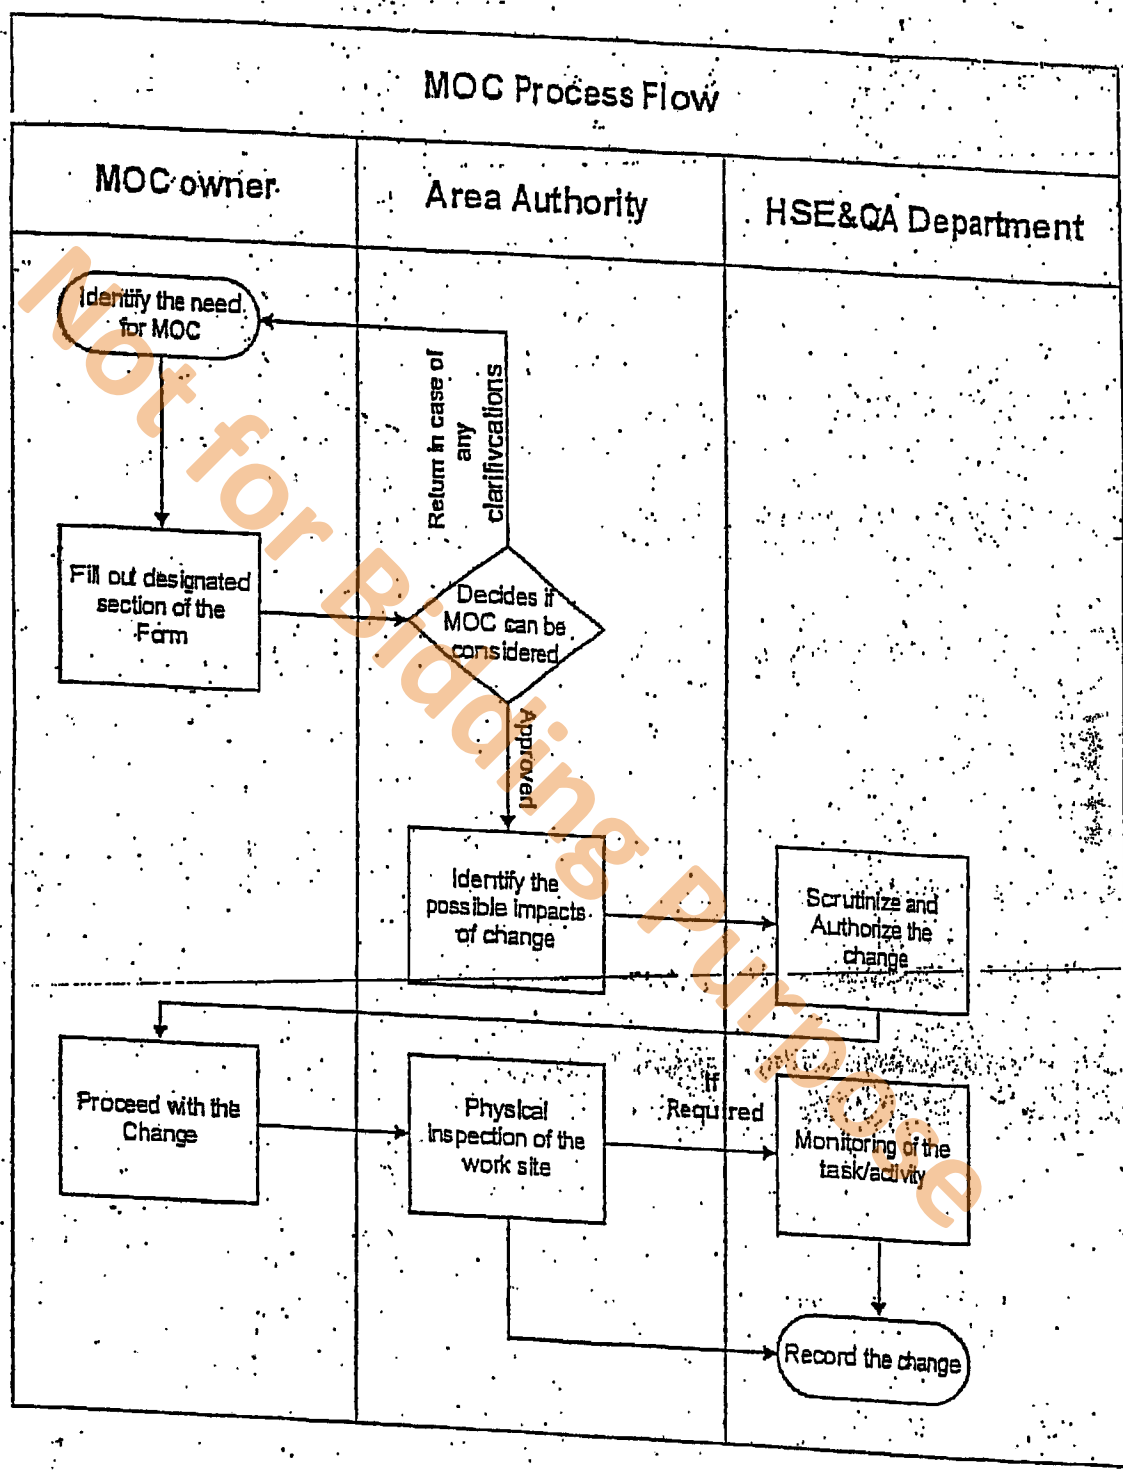 MOC Process Flow
MOC owner
Area Authority
HSE&QA Department
Identify the need
for MOC
Return in case of
any
clarifivcations
Fill out designated
section of the
Form
Decides if
MOC can be
considered
Approved
Identify the
possible impacts
of change
Scrutinize and
Authorize the
change
Proceed with the
Change
Physical
inspection of the
work site
If
Required
Monitoring of the
task/activity
Record the change
Not for Bidding Purpose